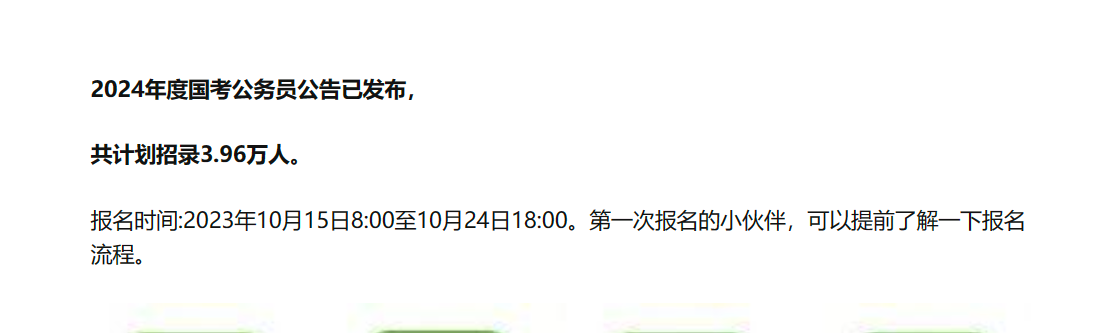 2024年度国考公务员公告已发布，
共计划招录3.96万人。
报名时间:2023年10月15日8:00至10月24日18:00。第一次报名的小伙伴，可以提前了解一下报名
流程。